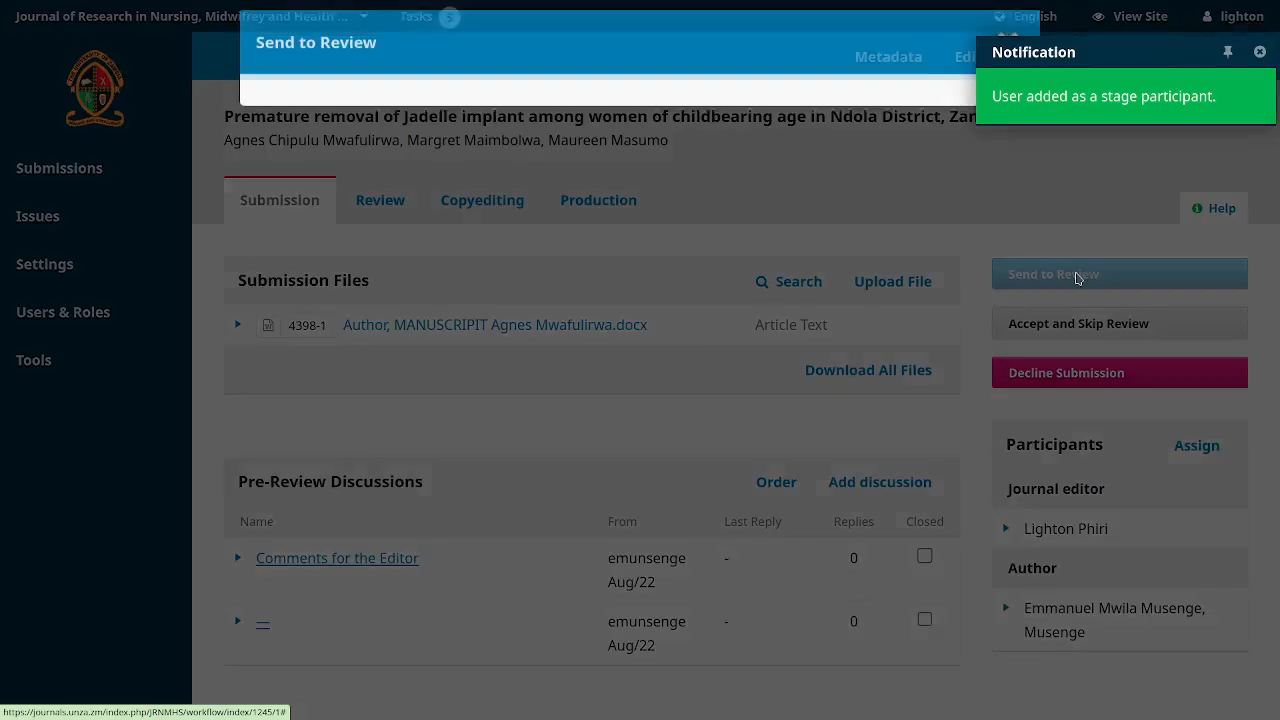 Journal of Research in Nursing, Midwifrey and Health ...
Tasks 5
English
View Site
lighton
Send to Review
Metadata
Notification
User added as a stage participant.
Premature removal of Jadelle implant among women of childbearing age in Ndola District,
Agnes Chipulu Mwafulirwa, Margret Maimbolwa, Maureen Masumo
Submissions
Issues
Settings
Users & Roles
Tools
Submission Review Copyediting Production
Help
Submission Files
Search Upload File
4398-1 Author, MANUSCRIPIT Agnes Mwafulirwa.docx Article Text
Download All Files
Send to Review
Accept and Skip Review
Decline Submission
Pre-Review Discussions
Order Add discussion
Name From Last Reply Replies Closed
Comments for the Editor emunsenge - 0
Aug/22
— emunsenge - 0
Aug/22
Participants Assign
Journal editor
Lighton Phiri
Author
Emmanuel Mwila Musenge,
Musenge
https://journals.unza.zm/index.php/JRNMHS/workflow/index/1245/1#